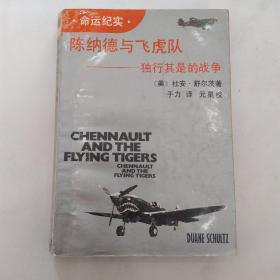 ·命运纪实·
陈纳德与飞虎队
——独行其是的战争
（美）杜安·舒尔茨著
于力 译 元星校
CHENNAULT
AND THE
FLYING TIGERS
CHENNAULT
AND THE
FLYING TIGERS
DUANE SCHULTZ